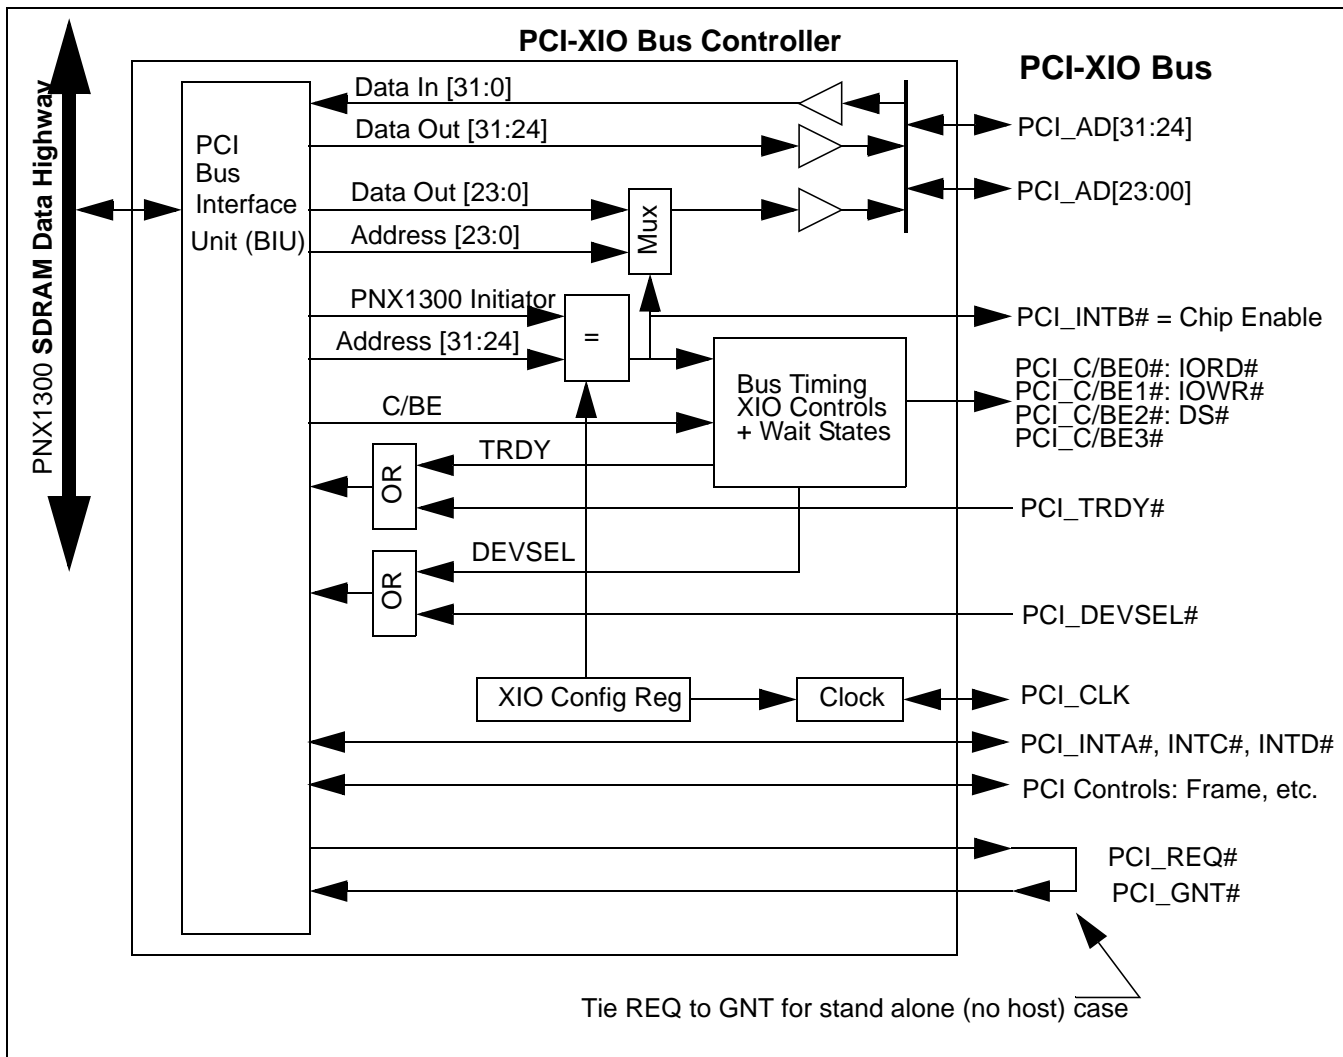 PCI-XIO Bus Controller
PCI-XIO Bus
PNX1300 SDRAM Data Highway
PCI
Bus
Interface
Unit (BIU)
Data In [31:0]
Data Out [31:24]
Data Out [23:0]
Address [23:0]
Mux
PCI_AD[31:24]
PCI_AD[23:00]
PNX1300 Initiator
Address [31:24]
=
PCI_INTB# = Chip Enable
C/BE
Bus Timing
XIO Controls
+ Wait States
PCI_C/BE0#: IORD#
PCI_C/BE1#: IOWR#
PCI_C/BE2#: DS#
PCI_C/BE3#
TRDY
OR
PCI_TRDY#
DEVSEL
OR
PCI_DEVSEL#
XIO Config Reg
Clock
PCI_CLK
PCI_INTA#, INTC#, INTD#
PCI Controls: Frame, etc.
PCI_REQ#
PCI_GNT#
Tie REQ to GNT for stand alone (no host) case